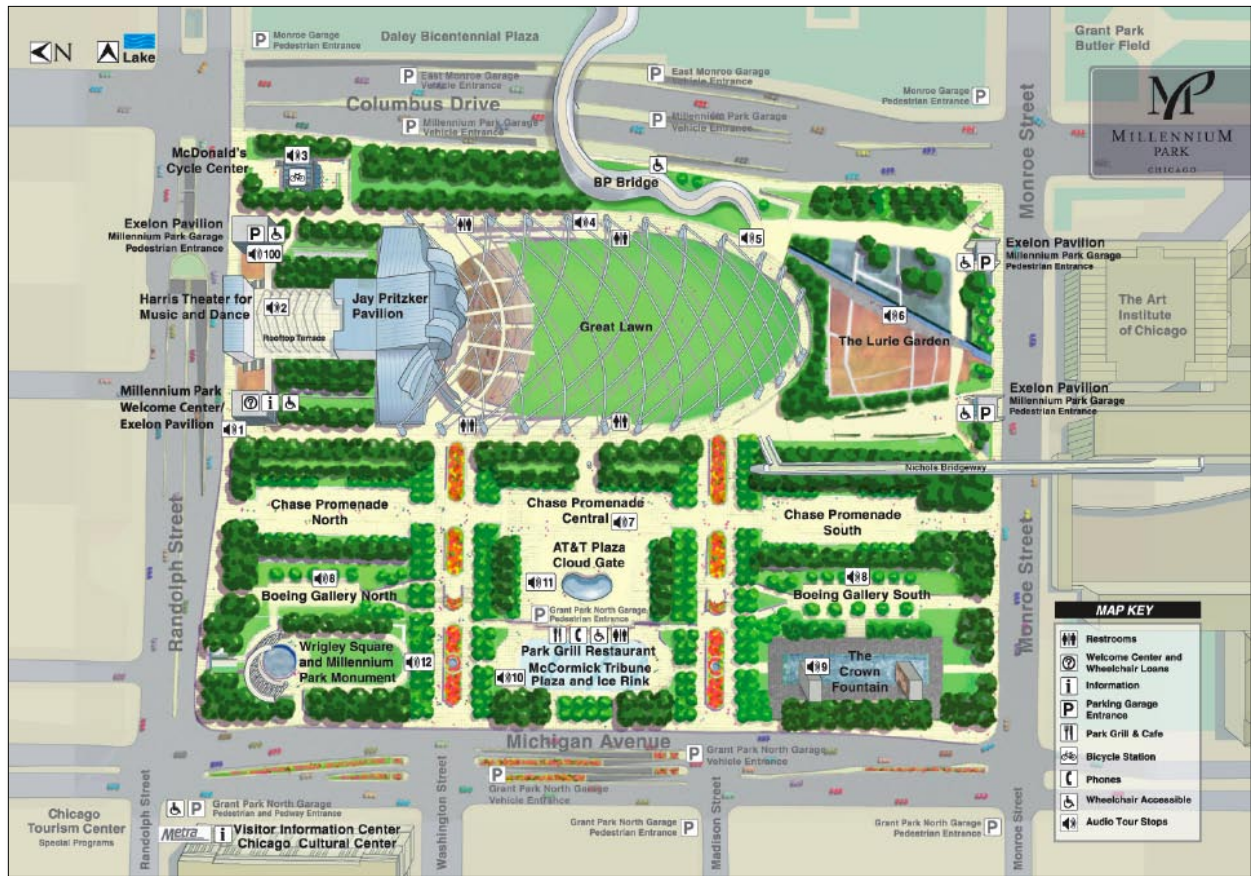 N
Lake
Monroe Garage
Pedestrian Entrance
Daley Bicentennial Plaza
Grant Park
Butler Field
P
P
East Monroe Garage
Vehicle Entrance
P
East Monroe Garage
Vehicle Entrance
Monroe Garage
Pedestrian Entrance
P
Columbus Drive
P
Millennium Park Garage
Vehicle Entrance
P
Millennium Park Garage
Vehicle Entrance
Monroe Street
MILLENNIUM
PARK
CHICAGO
McDonald's
Cycle Center
3
BP Bridge
Exelon Pavilion
Millennium Park Garage
Pedestrian Entrance
P
100
4
5
Exelon Pavilion
Millennium Park Garage
Pedestrian Entrance
P
Harris Theater for
Music and Dance
2
Rooftop Terrace
Jay Pritzker
Pavilion
Great Lawn
6
The Lurie Garden
The Art
Institute
of Chicago
Millennium Park
Welcome Center/
Exelon Pavilion
?
i
1
Exelon Pavilion
Millennium Park Garage
Pedestrian Entrance
P
Nichols Bridgeway
Chase Promenade
North
Chase Promenade
Central
7
Chase Promenade
South
Randolph Street
AT&T Plaza
Cloud Gate
11
8
Boeing Gallery North
8
Boeing Gallery South
Monroe Street
P
Grant Park North Garage
Pedestrian Entrance
Wrigley Square
and Millennium
Park Monument
12
Park Grill Restaurant
McCormick Tribune
Plaza and Ice Rink
10
The
Crown
Fountain
9
MAP KEY
Restrooms
?
Welcome Center and
Wheelchair Loans
i
Information
P
Parking Garage
Entrance
Park Grill & Cafe
Bicycle Station
Phones
Wheelchair Accessible
Audio Tour Stops
Michigan Avenue
P
Grant Park North Garage
Vehicle Entrance
P
Grant Park North Garage
Vehicle Entrance
Chicago
Tourism Center
Special Programs
Randolph Street
P
Grant Park North Garage
Pedestrian and Pedway Entrance
Metra
i
Visitor Information Center
Chicago Cultural Center
Washington Street
Grant Park North Garage
Pedestrian Entrance
P
Madison Street
Grant Park North Garage
Pedestrian Entrance
P
Monroe Street